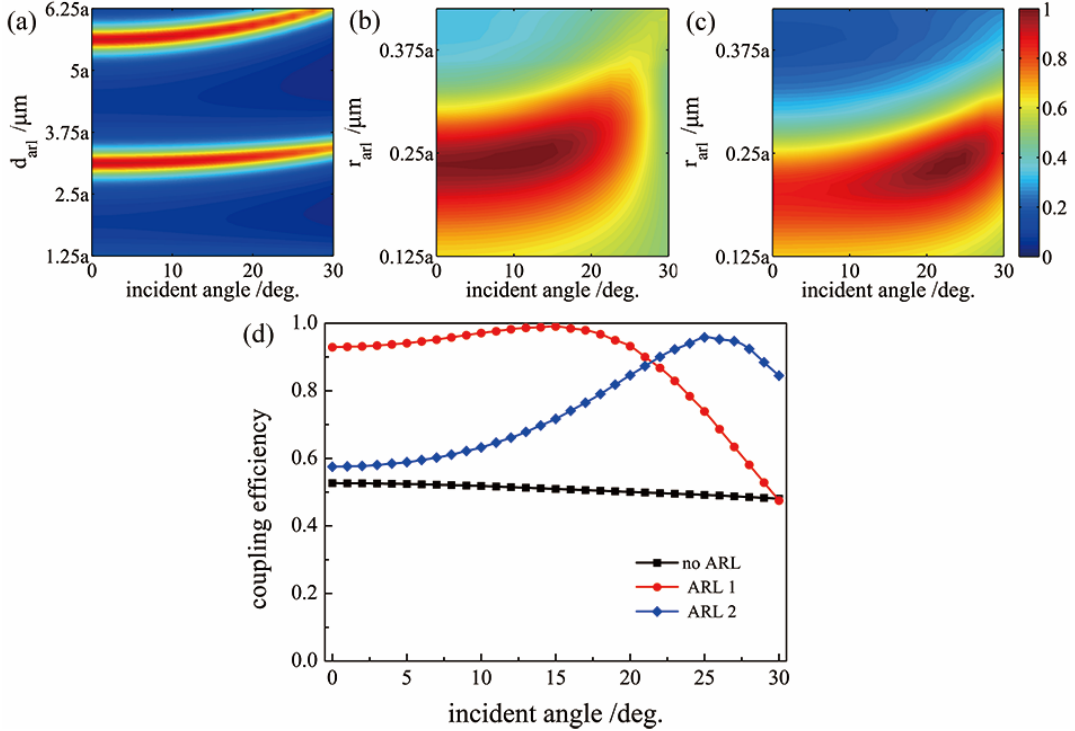 (a)
6.25a
5a
3.75a
2.5a
1.25a
d_arl /μm
0 10 20 30
incident angle /deg.
(b)
0.375a
0.25a
0.125a
r_arl /μm
0 10 20 30
incident angle /deg.
(c)
0.375a
0.25a
0.125a
r_arl /μm
0 10 20 30
incident angle /deg.
1
0.8
0.6
0.4
0.2
0
(d)
1.0
0.8
0.6
0.4
0.2
0.0
coupling efficiency
no ARL
ARL 1
ARL 2
0 5 10 15 20 25 30
incident angle /deg.